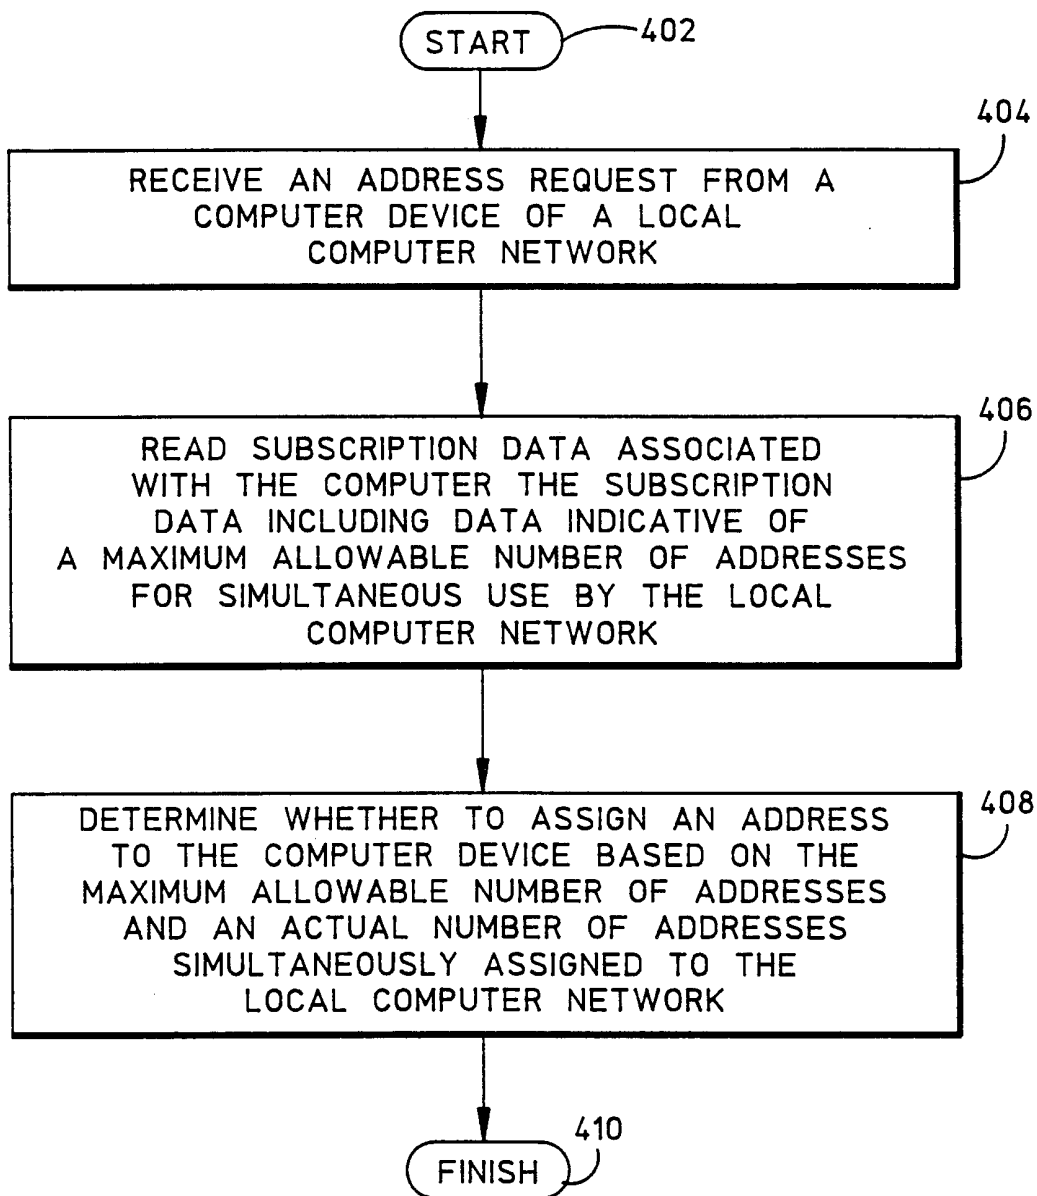 START
402
404
RECEIVE AN ADDRESS REQUEST FROM A
COMPUTER DEVICE OF A LOCAL
COMPUTER NETWORK
406
READ SUBSCRIPTION DATA ASSOCIATED
WITH THE COMPUTER THE SUBSCRIPTION
DATA INCLUDING DATA INDICATIVE OF
A MAXIMUM ALLOWABLE NUMBER OF ADDRESSES
FOR SIMULTANEOUS USE BY THE LOCAL
COMPUTER NETWORK
408
DETERMINE WHETHER TO ASSIGN AN ADDRESS
TO THE COMPUTER DEVICE BASED ON THE
MAXIMUM ALLOWABLE NUMBER OF ADDRESSES
AND AN ACTUAL NUMBER OF ADDRESSES
SIMULTANEOUSLY ASSIGNED TO THE
LOCAL COMPUTER NETWORK
410
FINISH